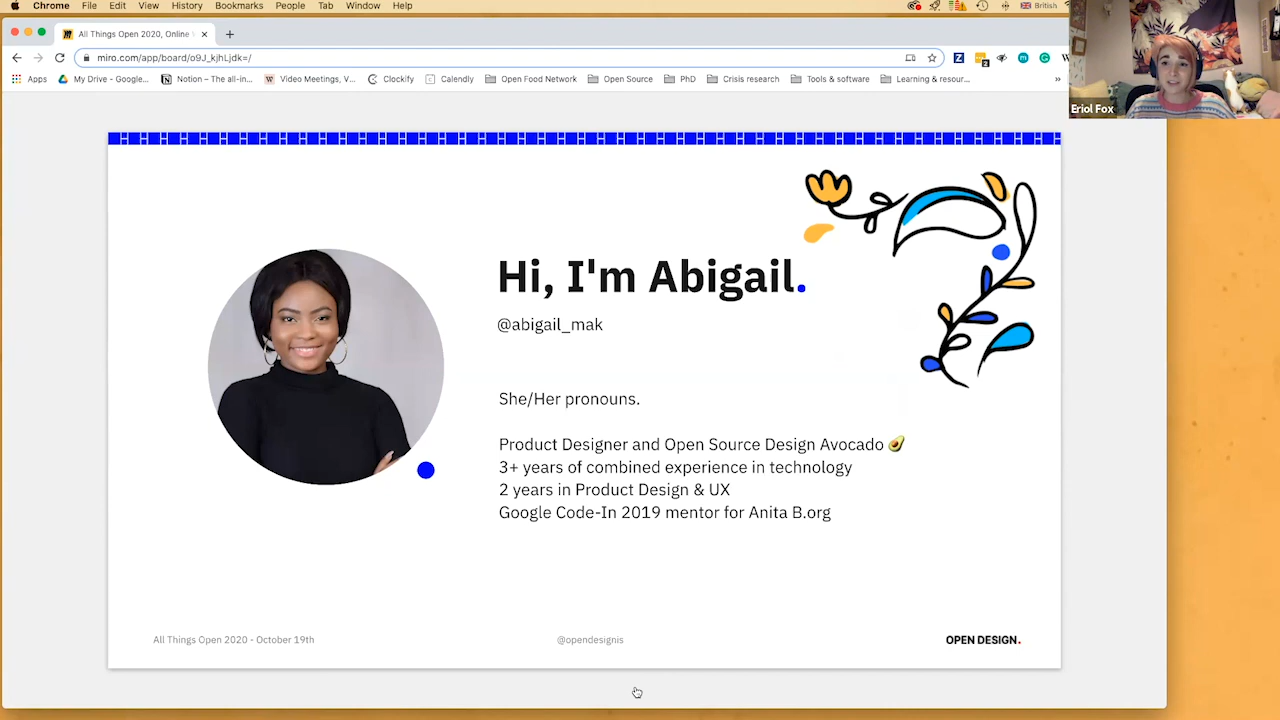 Chrome File Edit View History Bookmarks People Tab Window Help British
All Things Open 2020, Online
miro.com/app/board/o9J_kjhLjdk=/
Apps My Drive - Google... Notion – The all-in... Video Meetings, V... Clockify Calendly Open Food Network Open Source PhD Crisis research Tools & software Learning & resour... »
Eriol Fox
Hi, I'm Abigail.
@abigail_mak
She/Her pronouns.
Product Designer and Open Source Design Avocado 🥑
3+ years of combined experience in technology
2 years in Product Design & UX
Google Code-In 2019 mentor for Anita B.org
All Things Open 2020 - October 19th
@opendesignis
OPEN DESIGN.